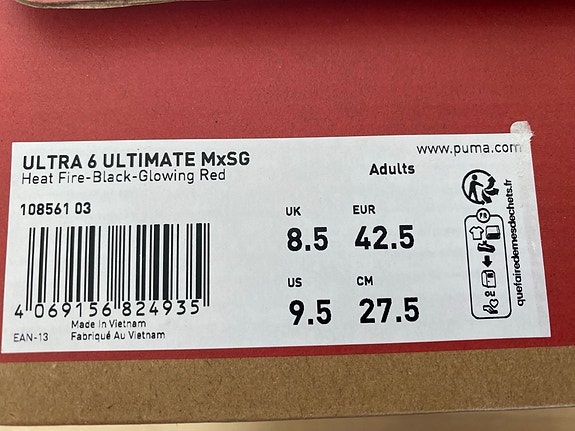 ULTRA 6 ULTIMATE MxSG
Heat Fire-Black-Glowing Red
108561 03
4 069156 824935
EAN-13
Made In Vietnam
Fabriqué Au Vietnam
www.puma.com
Adults
UK EUR
8.5 42.5
US CM
9.5 27.5
FR
quefairedemesdechets.fr